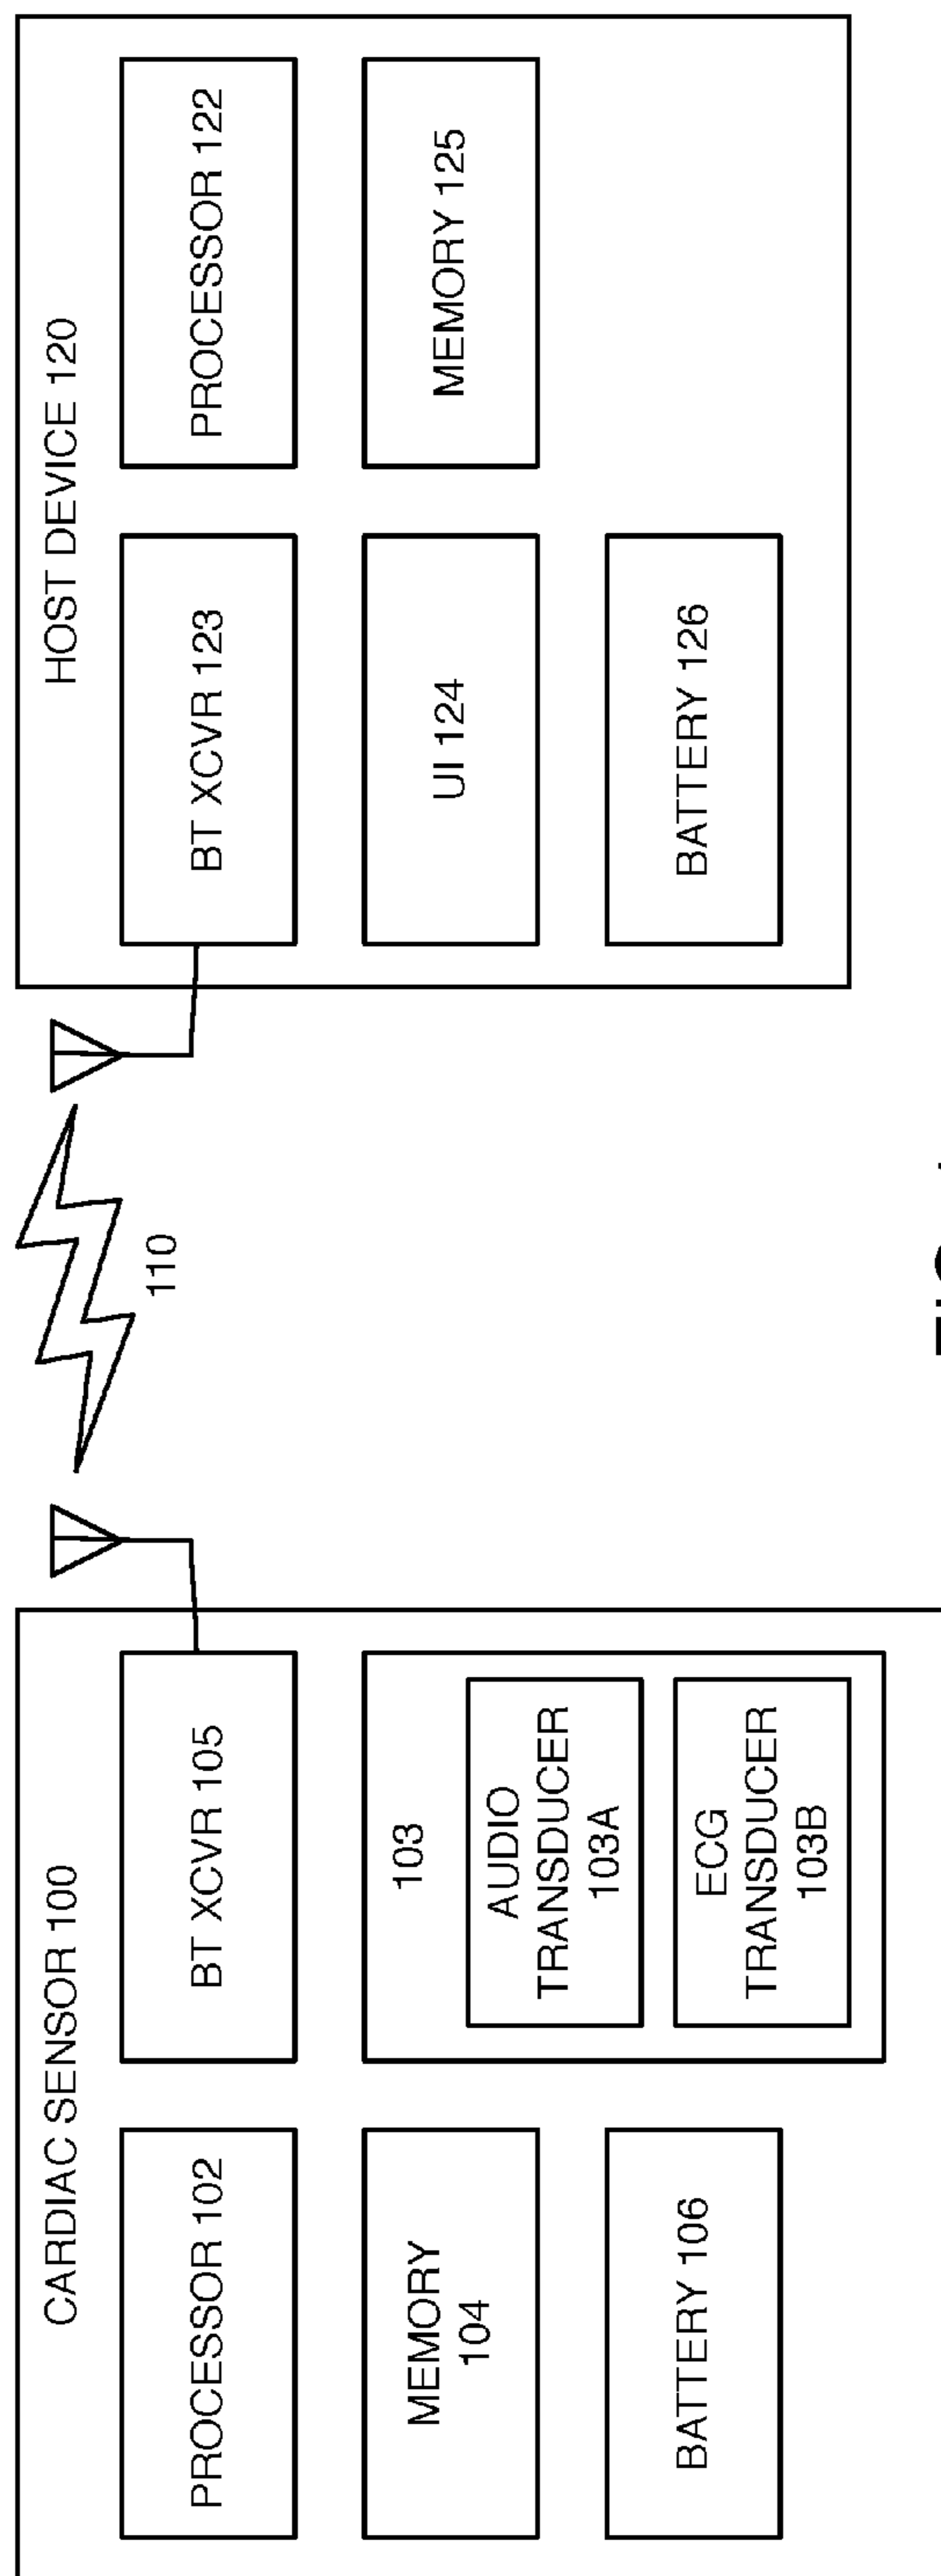 CARDIAC SENSOR 100
PROCESSOR 102
BT XCVR 105
MEMORY
104
103
AUDIO
TRANSDUCER
103A
ECG
TRANSDUCER
103B
BATTERY 106
110
HOST DEVICE 120
BT XCVR 123
PROCESSOR 122
UI 124
MEMORY 125
BATTERY 126